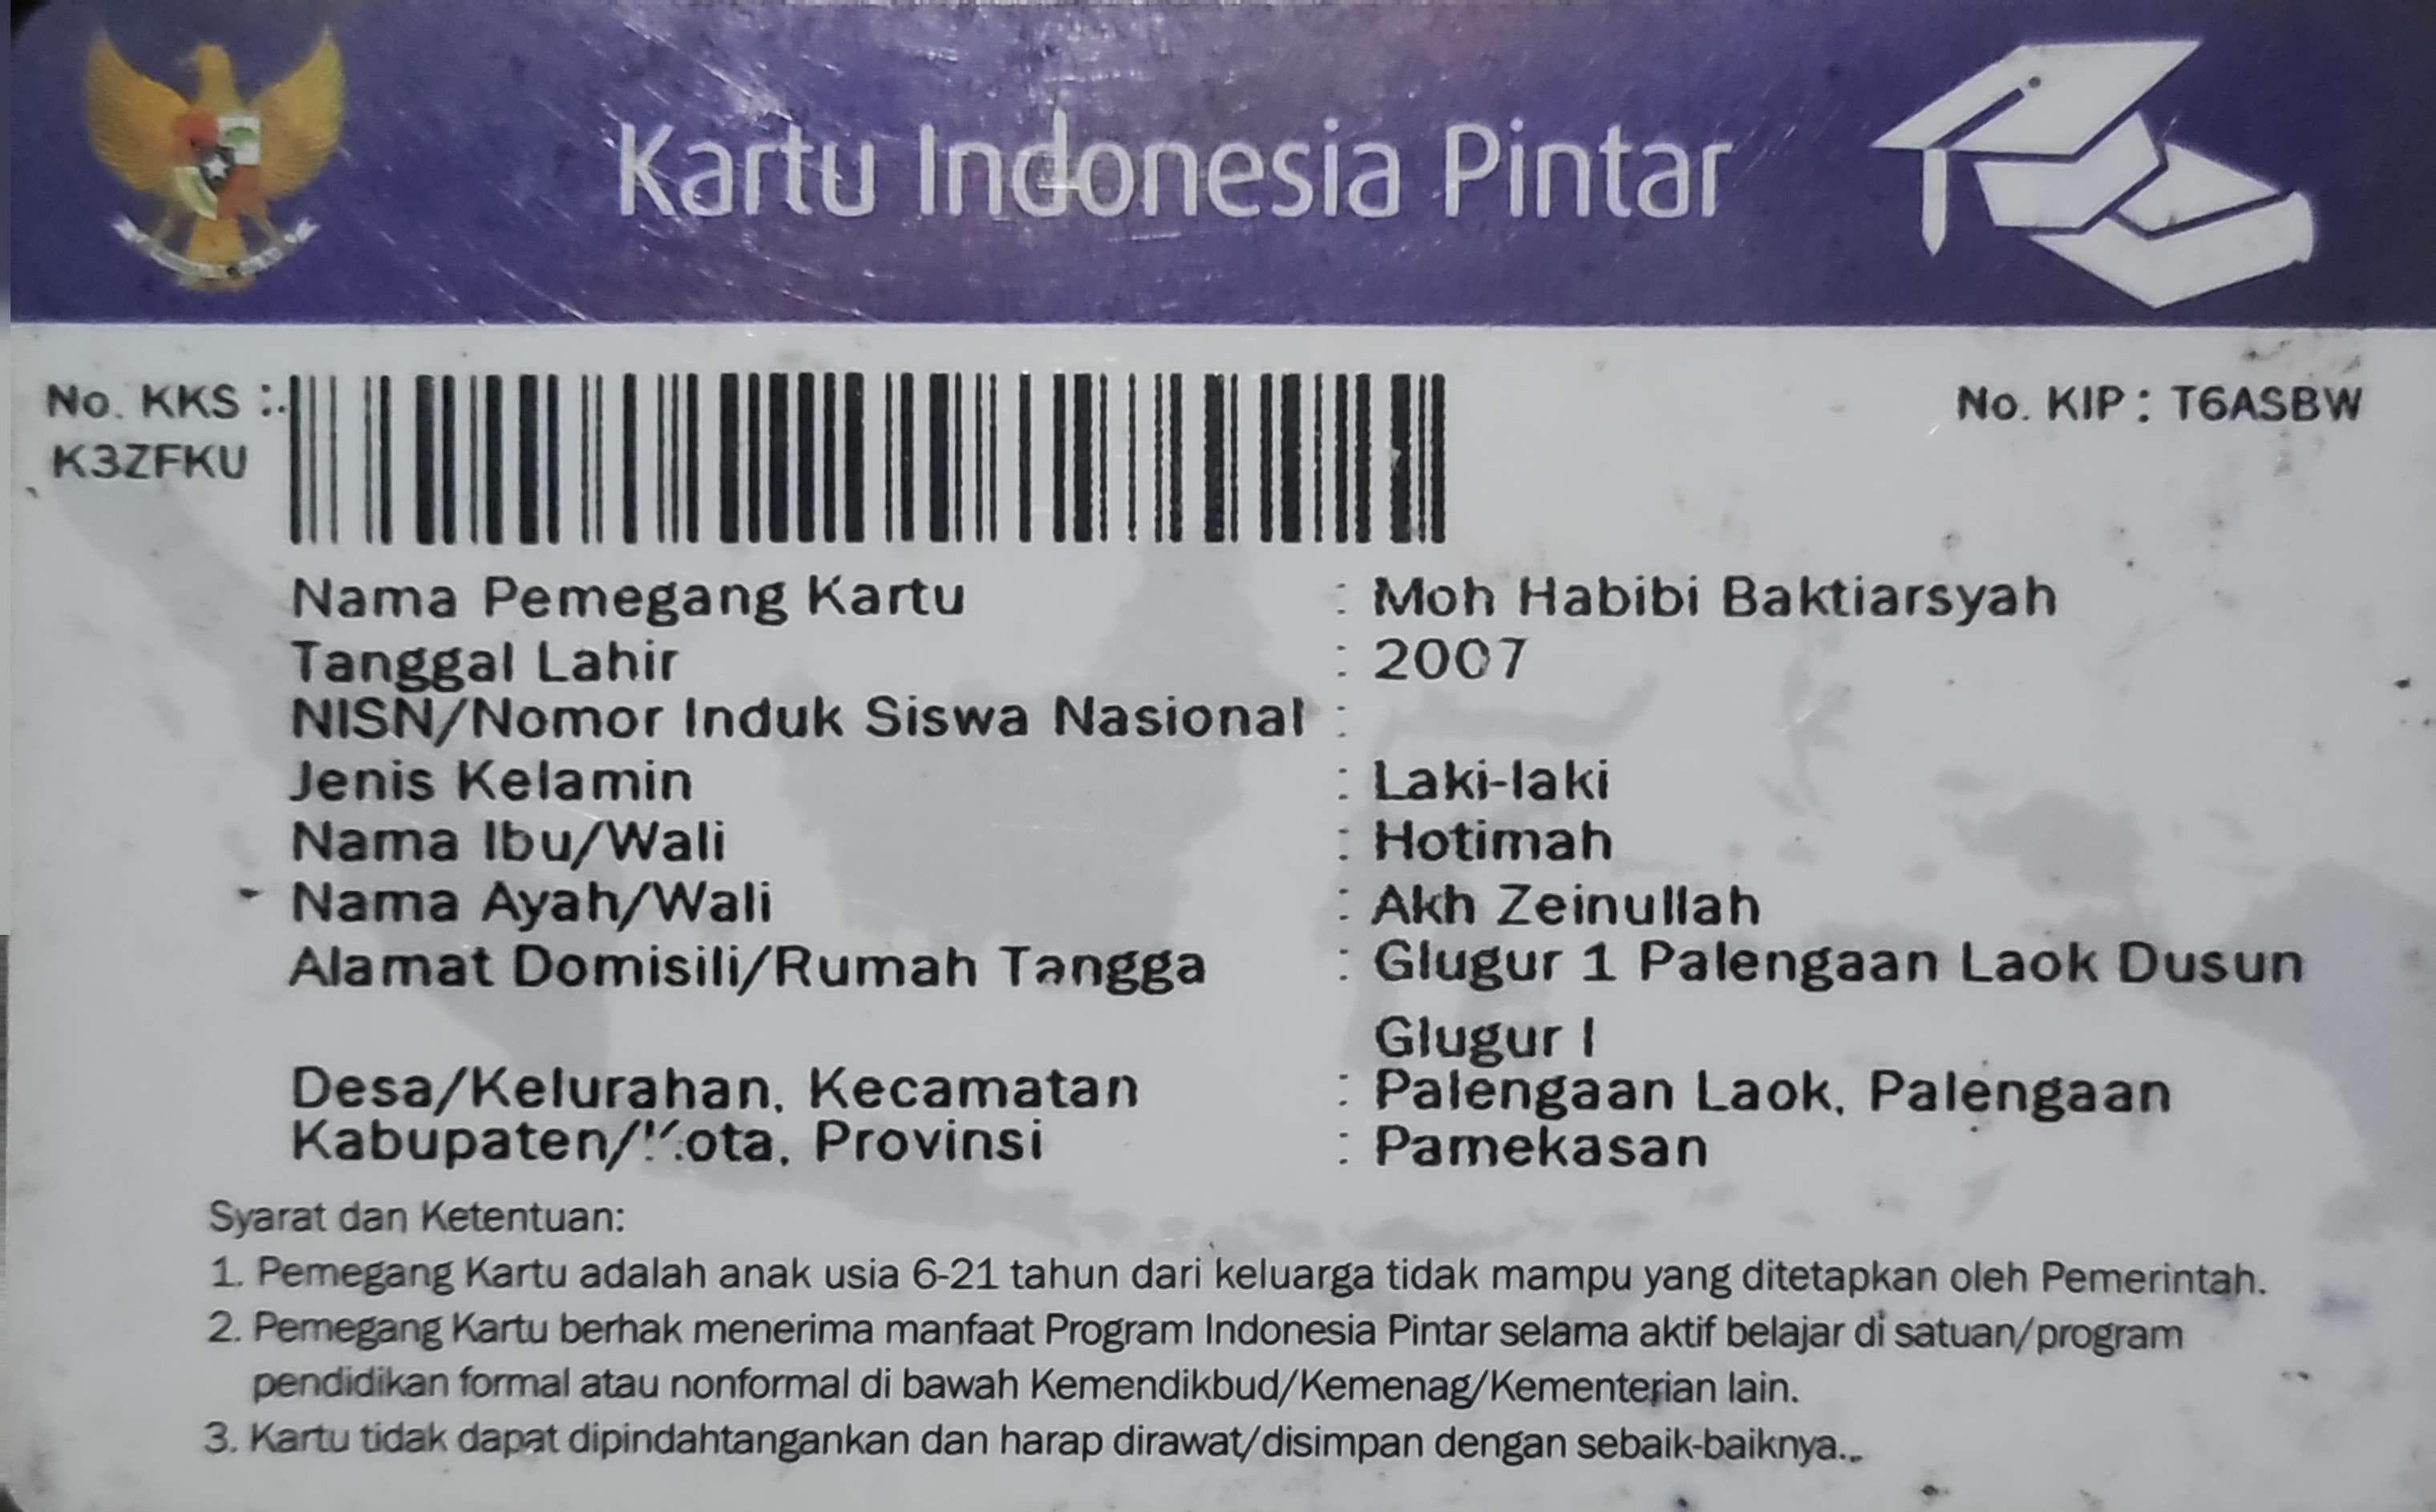 Kartu Indonesia Pintar
No. KKS :
K3ZFKU
No. KIP : T6ASBW
Nama Pemegang Kartu : Moh Habibi Baktiarsyah
Tanggal Lahir : 2007
NISN/Nomor Induk Siswa Nasional :
Jenis Kelamin : Laki-laki
Nama Ibu/Wali : Hotimah
Nama Ayah/Wali : Akh Zeinullah
Alamat Domisili/Rumah Tangga : Glugur 1 Palengaan Laok Dusun
Glugur I
Desa/Kelurahan, Kecamatan : Palengaan Laok, Palengaan
Kabupaten/Kota, Provinsi : Pamekasan
Syarat dan Ketentuan:
1. Pemegang Kartu adalah anak usia 6-21 tahun dari keluarga tidak mampu yang ditetapkan oleh Pemerintah.
2. Pemegang Kartu berhak menerima manfaat Program Indonesia Pintar selama aktif belajar di satuan/program
pendidikan formal atau nonformal di bawah Kemendikbud/Kemenag/Kementerian lain.
3. Kartu tidak dapat dipindahtangankan dan harap dirawat/disimpan dengan sebaik-baiknya.